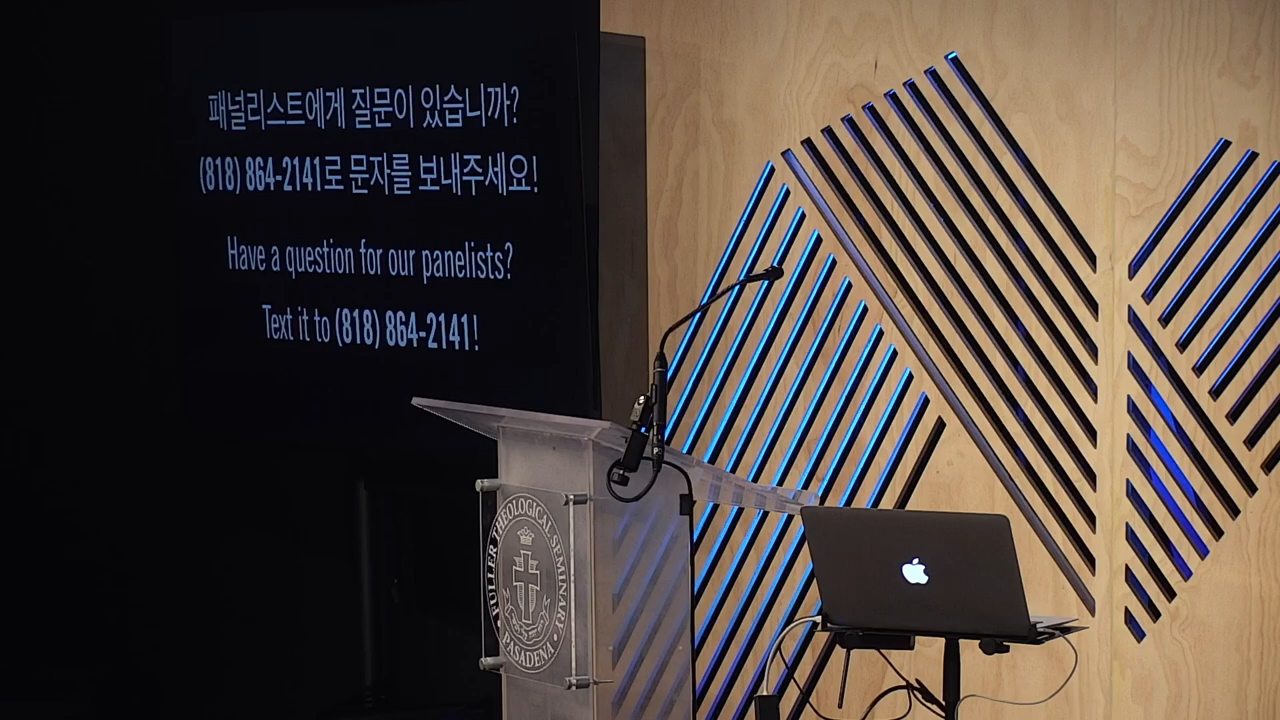 패널리스트에게 질문이 있습니까?
(818) 864-2141로 문자를 보내주세요!
Have a question for our panelists?
Text it to (818) 864-2141!
FULLER THEOLOGICAL SEMINARY
PASADENA